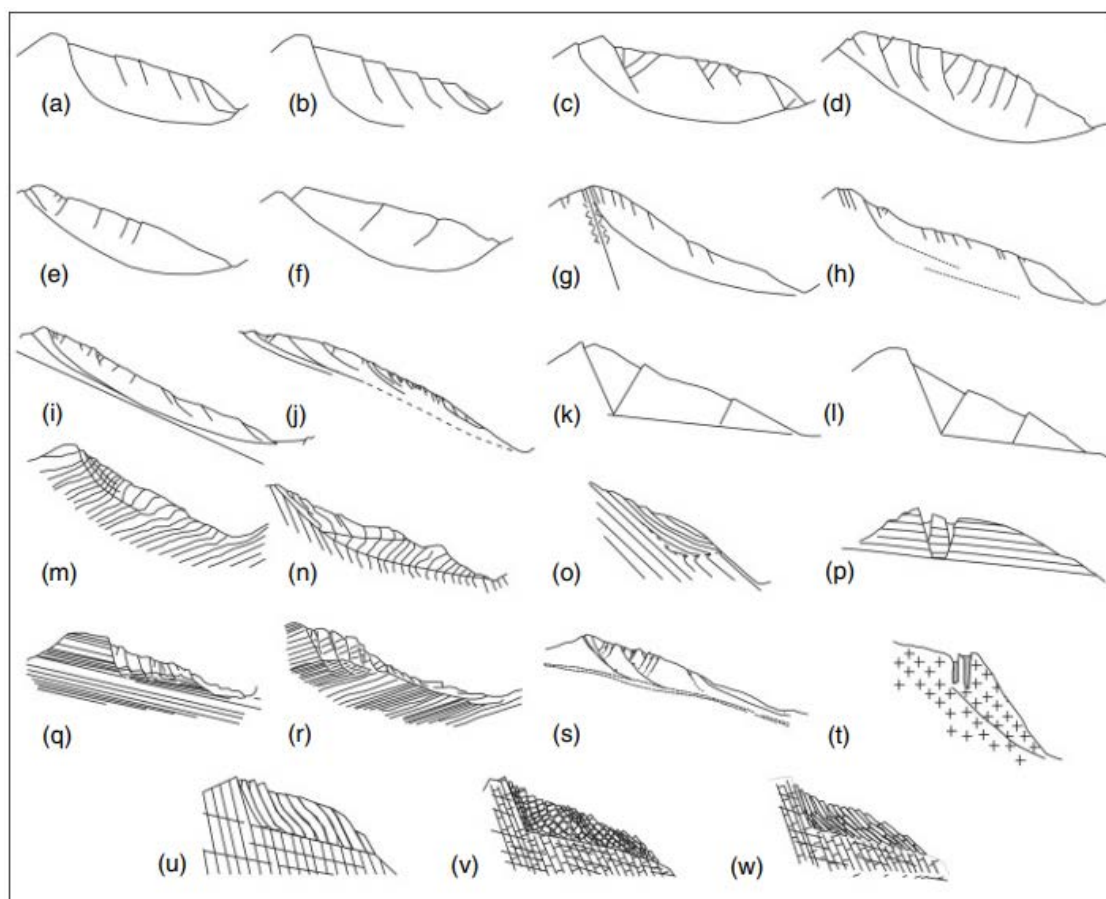 (a) (b) (c) (d)
(e) (f) (g) (h)
(i) (j) (k) (l)
(m) (n) (o) (p)
(q) (r) (s) (t)
(u) (v) (w)